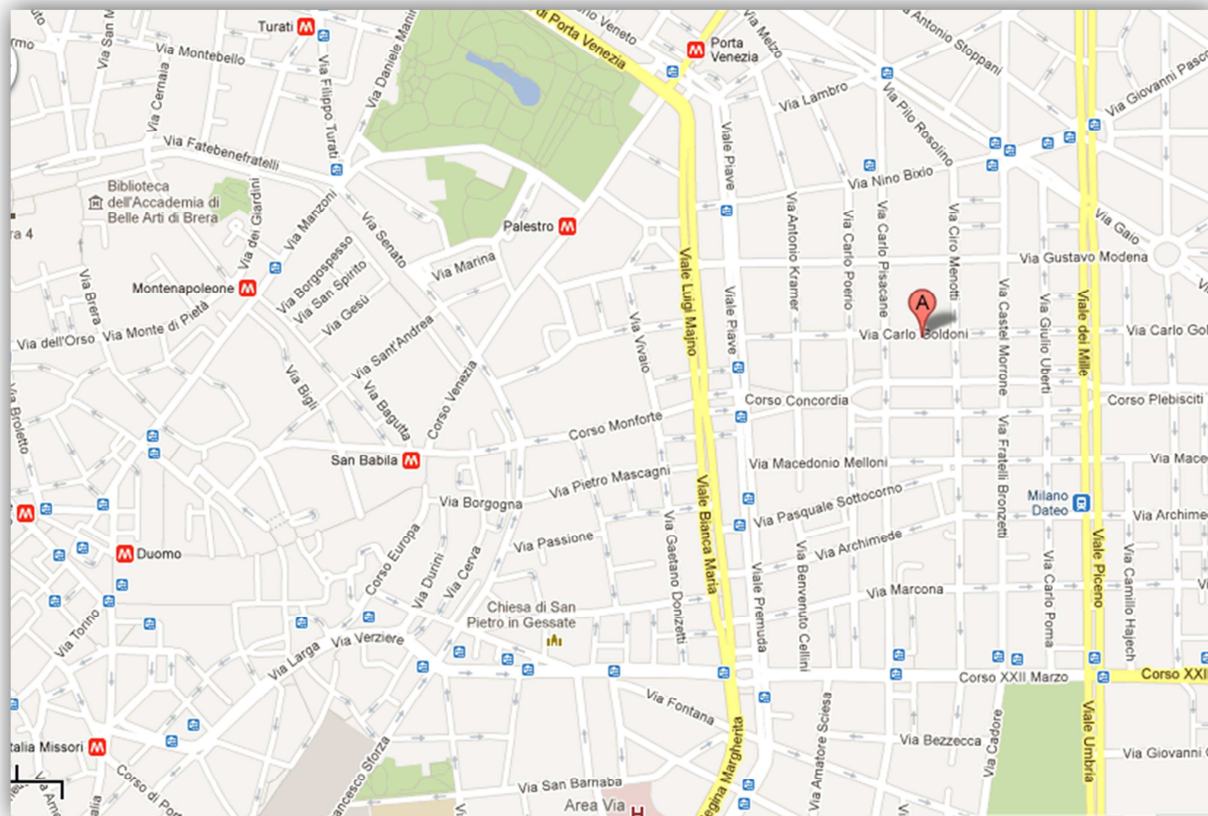 Turati
Via Montebello
Via Cernaia
Via Filippo Turati
di Porta Venezia
Porta
Venezia
Via Melzo
Via Antonio Stoppani
Via Lambro
Via Pilo Rosolino
Via Fatebenefratelli
Biblioteca
dell'Accademia di
Belle Arti di Brera
Via dei Giardini
Via Manzoni
Via Senato
Palestro
Viale Piave
Via Nino Bixio
Via Antonio Kramer
Via Carlo Poerio
Via Carlo Pisacane
Via Ciro Menotti
Via Gaio
Via Marina
Via Gustavo Modena
Via Borgospesso
Via San Spirito
Via Gesù
Montenapoleone
Via Brera
Via Monte di Pietà
Via dell'Orso
Via Sant'Andrea
Viale Luigi Majno
Viale Piave
Via Vivaio
A
Via Carlo Goldoni
Via Castel Morrone
Via Giulio Uberti
Viale dei Mille
Via Carlo Gol
Via Broletto
Via Bigli
Via Bagutta
Corso Venezia
Corso Concordia
Corso Plebisciti
Corso Monforte
San Babila
Via Pietro Mascagni
Via Macedonio Melloni
Via Mace
Via Borgogna
Via Pasquale Sottocorno
Via Fratelli Bronzetti
Milano
Dateo
Viale Bianca Maria
Via Archimede
Via Archime
Duomo
Via Passione
Corso Europa
Via Durini
Via Cerva
Via Gaetano Donizetti
Viale Premuda
Via Benvenuto Cellini
Via Marcona
Via Carlo Poma
Viale Piceno
Via Camillo Hajech
Chiesa di San
Pietro in Gessate
Via Torino
Via Verziere
Via Larga
Corso XXII Marzo
Corso XXI
Via Fontana
Via Amatore Sciesa
Via Bezzecca
Via Cadore
Viale Umbria
Via Giovanni
Missori
Corso di Por
Via San Barnaba
Regina Margherita
Area Via
H